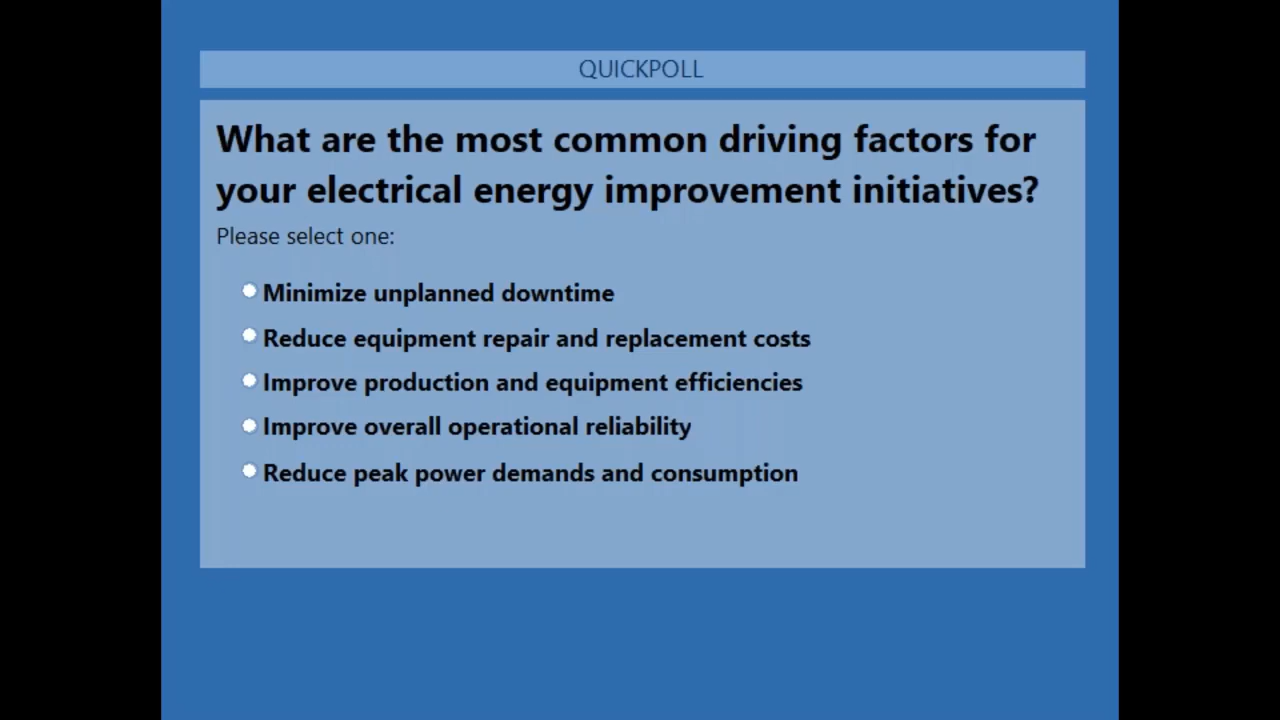 QUICKPOLL
What are the most common driving factors for
your electrical energy improvement initiatives?
Please select one:
Minimize unplanned downtime
Reduce equipment repair and replacement costs
Improve production and equipment efficiencies
Improve overall operational reliability
Reduce peak power demands and consumption